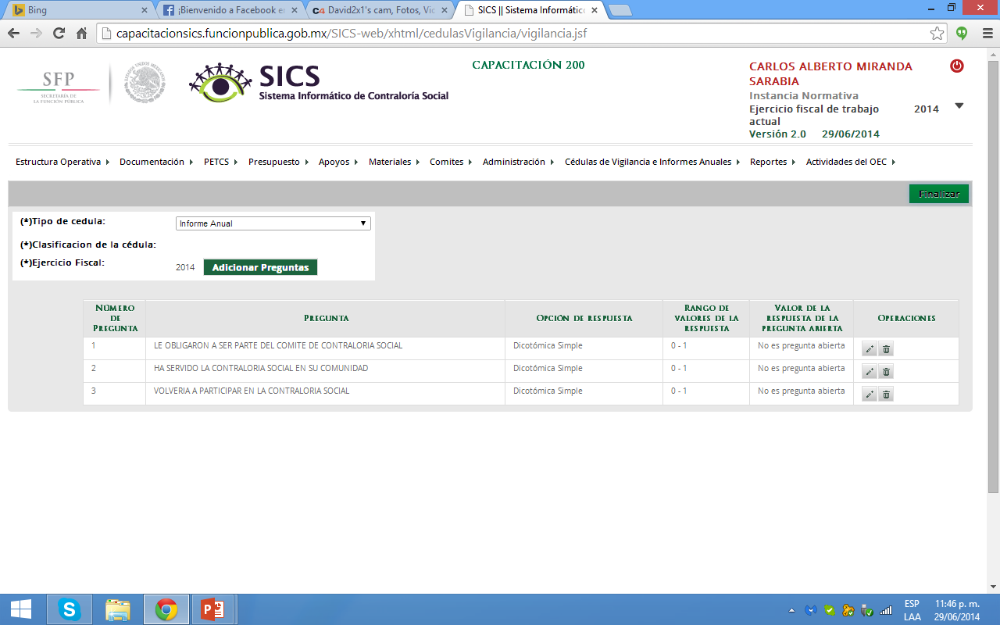 Bing
¡Bienvenido a Facebook e
David2x1's cam, Fotos, Vic
SICS || Sistema Informátic
capacitacionsics.funcionpublica.gob.mx/SICS-web/xhtml/cedulasVigilancia/vigilancia.jsf
SFP
SECRETARÍA DE
LA FUNCIÓN PÚBLICA
ESTADOS UNIDOS MEXICANOS
SICS
Sistema Informático de Contraloría Social
CAPACITACIÓN 200
CARLOS ALBERTO MIRANDA
SARABIA
Instancia Normativa
Ejercicio fiscal de trabajo 2014
actual
Versión 2.0 29/06/2014
Estructura Operativa Documentación PETCS Presupuesto Apoyos Materiales Comites Administración Cédulas de Vigilancia e Informes Anuales Reportes Actividades del OEC
Finalizar
(*)Tipo de cedula: Informe Anual
(*)Clasificacion de la cédula:
(*)Ejercicio Fiscal: 2014 Adicionar Preguntas
Número de Pregunta Pregunta Opción de respuesta Rango de valores de la respuesta Valor de la respuesta de la pregunta abierta Operaciones
1 LE OBLIGARON A SER PARTE DEL COMITE DE CONTRALORIA SOCIAL Dicotómica Simple 0 - 1 No es pregunta abierta
2 HA SERVIDO LA CONTRALORIA SOCIAL EN SU COMUNIDAD Dicotómica Simple 0 - 1 No es pregunta abierta
3 VOLVERIA A PARTICIPAR EN LA CONTRALORIA SOCIAL Dicotómica Simple 0 - 1 No es pregunta abierta
ESP 11:46 p. m.
LAA 29/06/2014